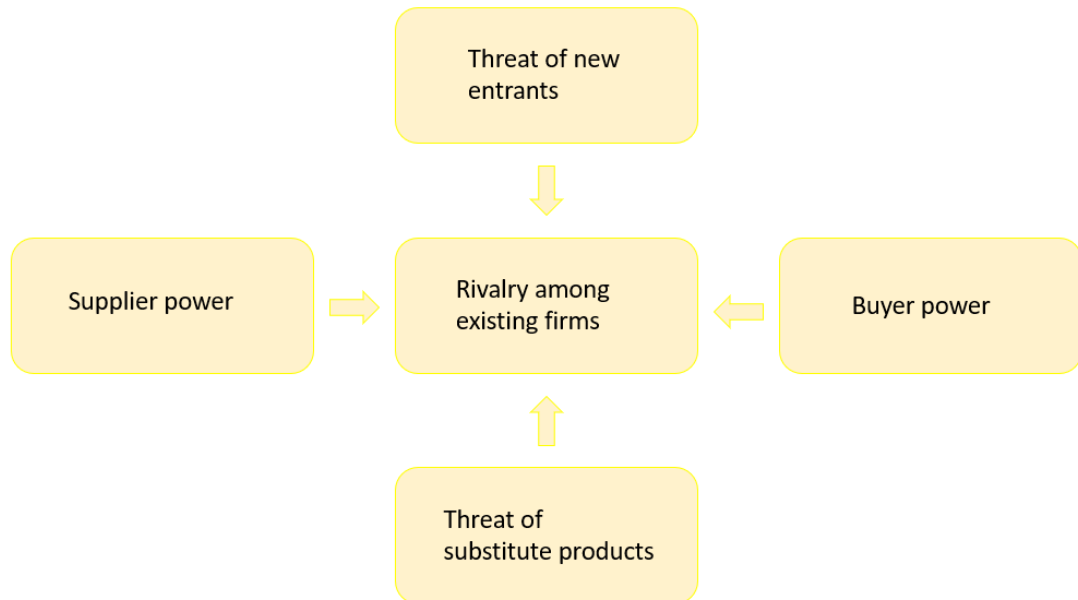 Threat of new
entrants
Supplier power
Rivalry among
existing firms
Buyer power
Threat of
substitute products